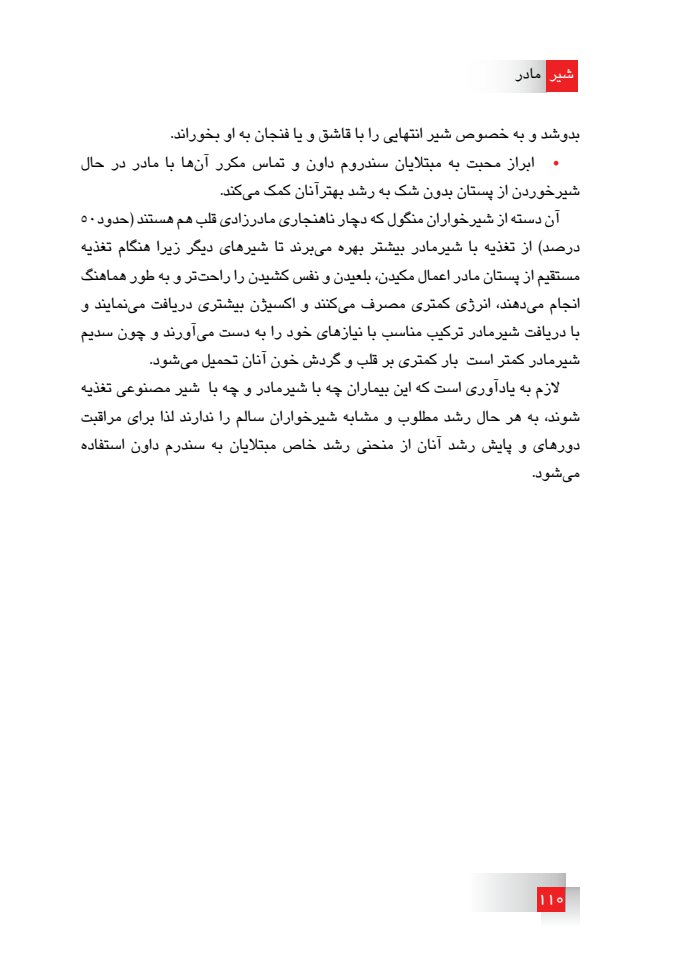 شیر مادر
بدوشد و به خصوص شیر انتهایی را با قاشق و یا فنجان به او بخوراند.
• ابراز محبت به مبتلایان سندروم داون و تماس مکرر آن‌ها با مادر در حال
شیرخوردن از پستان بدون شک به رشد بهترآنان کمک می‌کند.
آن دسته از شیرخواران منگول که دچار ناهنجاری مادرزادی قلب هم هستند (حدود۵۰
درصد) از تغذیه با شیرمادر بیشتر بهره می‌برند تا شیرهای دیگر زیرا هنگام تغذیه
مستقیم از پستان مادر اعمال مکیدن، بلعیدن و نفس کشیدن را راحت‌تر و به طور هماهنگ
انجام می‌دهند، انرژی کمتری مصرف می‌کنند و اکسیژن بیشتری دریافت می‌نمایند و
با دریافت شیرمادر ترکیب مناسب با نیازهای خود را به دست می‌آورند و چون سدیم
شیرمادر کمتر است بار کمتری بر قلب و گردش خون آنان تحمیل می‌شود.
لازم به یادآوری است که این بیماران چه با شیرمادر و چه با شیر مصنوعی تغذیه
شوند، به هر حال رشد مطلوب و مشابه شیرخواران سالم را ندارند لذا برای مراقبت
دورهای و پایش رشد آنان از منحنی رشد خاص مبتلایان به سندرم داون استفاده
می‌شود.
۱۱۰